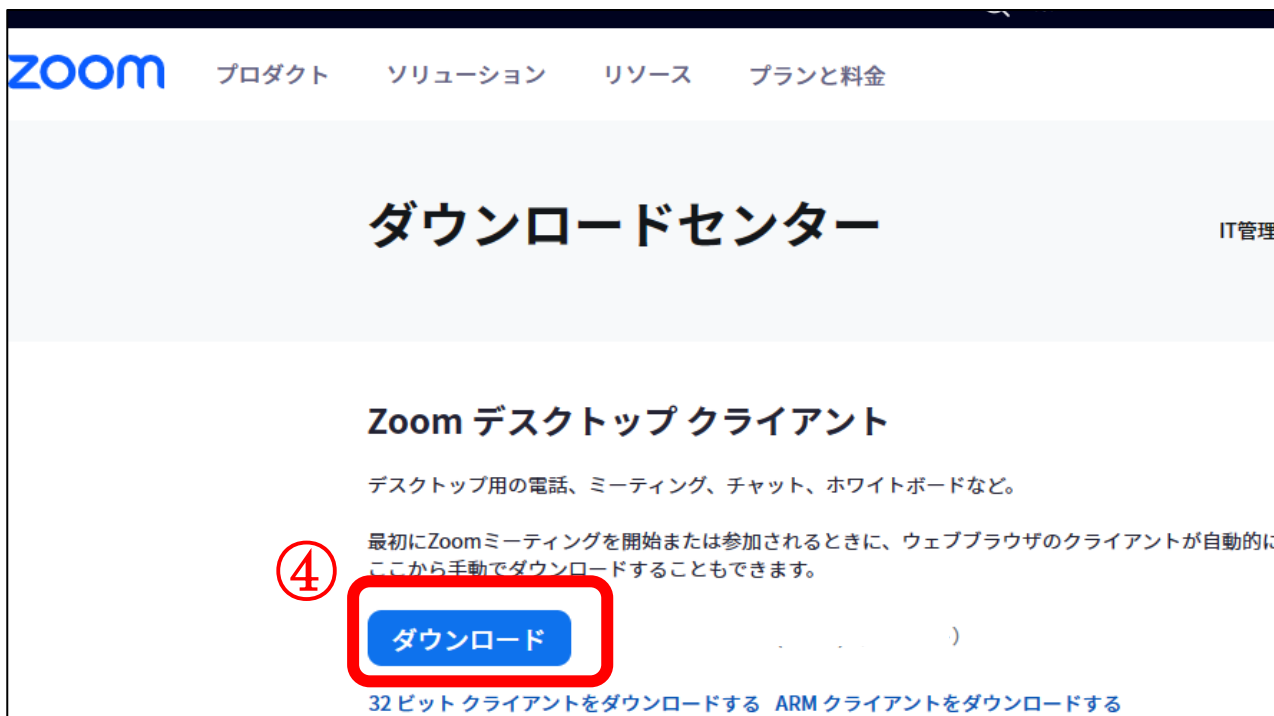 zoom プロダクト ソリューション リソース プランと料金
ダウンロードセンター
IT管理
Zoom デスクトップ クライアント
デスクトップ用の電話、ミーティング、チャット、ホワイトボードなど。
最初にZoomミーティングを開始または参加されるときに、ウェブブラウザのクライアントが自動的に
ここから手動でダウンロードすることもできます。
④
ダウンロード
32 ビット クライアントをダウンロードする ARM クライアントをダウンロードする